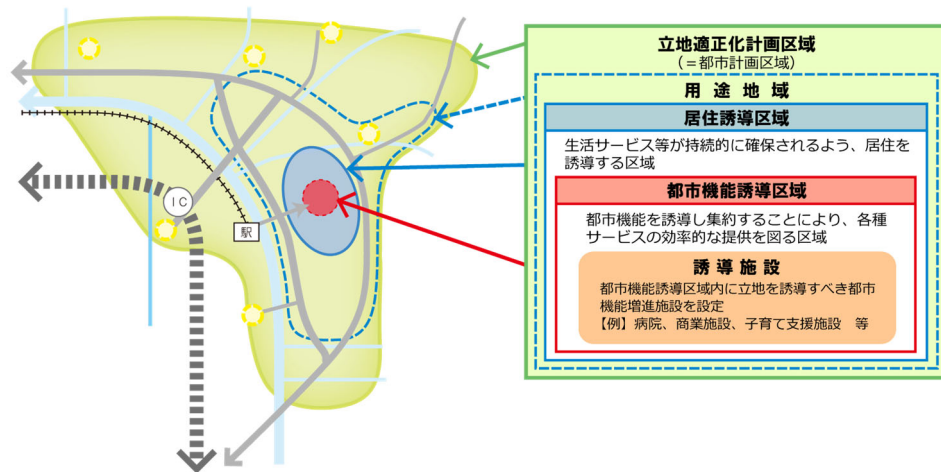 立地適正化計画区域
（＝都市計画区域）
用途地域
居住誘導区域
生活サービス等が持続的に確保されるよう、居住を
誘導する区域
都市機能誘導区域
都市機能を誘導し集約することにより、各種
サービスの効率的な提供を図る区域
誘導施設
都市機能誘導区域内に立地を誘導すべき都市
機能増進施設を設定
【例】病院、商業施設、子育て支援施設　等
ＩＣ
駅